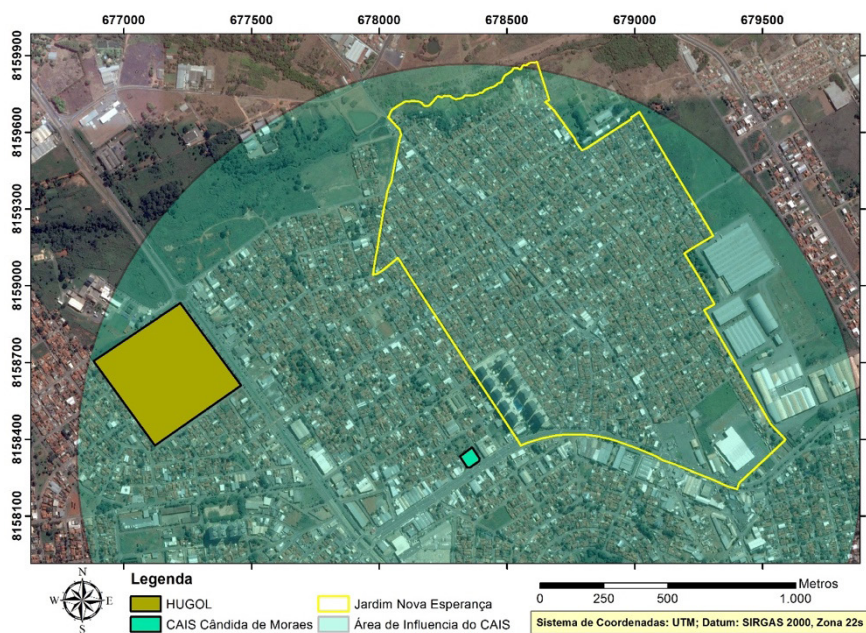 677000 677500 678000 678500 679000 679500
8159900
8159600
8159300
8159000
8158700
8158400
8158100
N
W E
S
Legenda
HUGOL
CAIS Cândida de Moraes
Jardim Nova Esperança
Área de Influencia do CAIS
Metros
0 250 500 1.000
Sistema de Coordenadas: UTM; Datum: SIRGAS 2000, Zona 22s